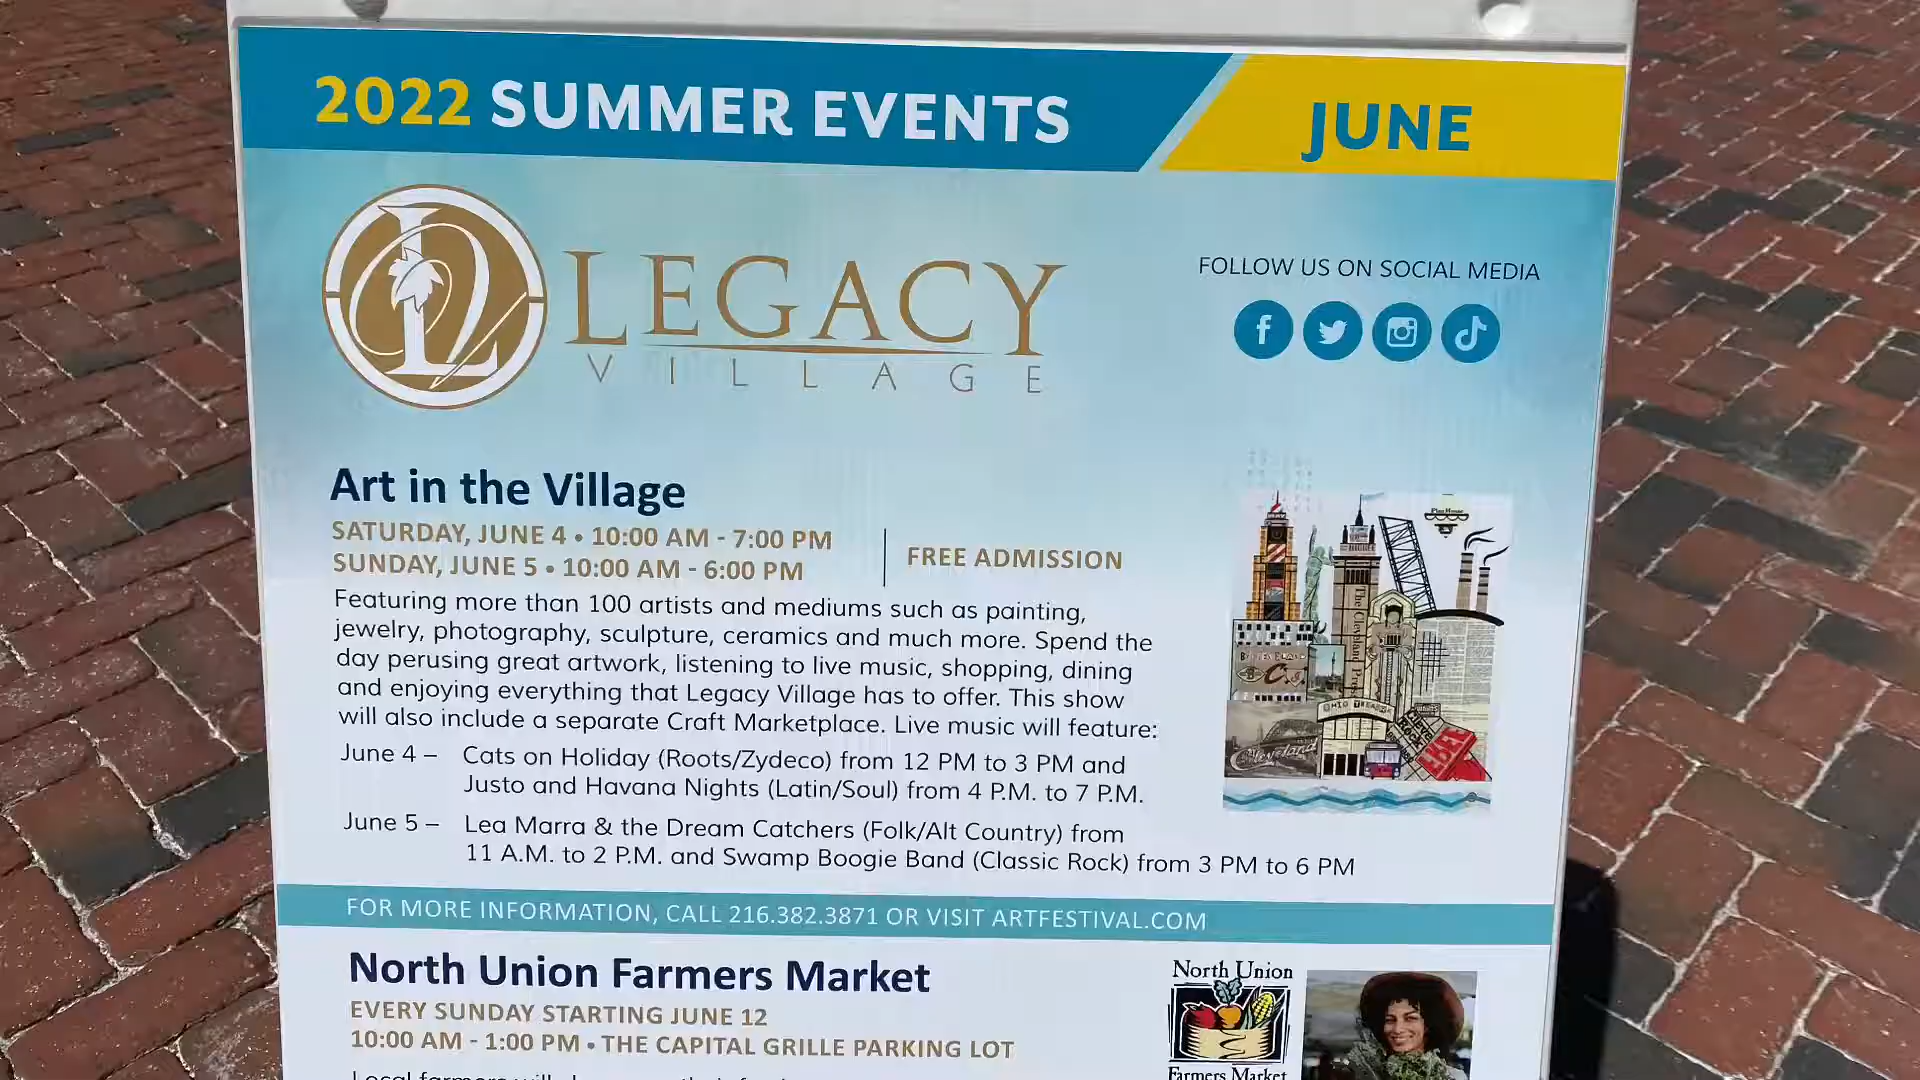 2022 SUMMER EVENTS
JUNE
LEGACY
VILLAGE
FOLLOW US ON SOCIAL MEDIA
Art in the Village
SATURDAY, JUNE 4 • 10:00 AM - 7:00 PM
SUNDAY, JUNE 5 • 10:00 AM - 6:00 PM
FREE ADMISSION
Featuring more than 100 artists and mediums such as painting,
jewelry, photography, sculpture, ceramics and much more. Spend the
day perusing great artwork, listening to live music, shopping, dining
and enjoying everything that Legacy Village has to offer. This show
will also include a separate Craft Marketplace. Live music will feature:
June 4 – Cats on Holiday (Roots/Zydeco) from 12 PM to 3 PM and
Justo and Havana Nights (Latin/Soul) from 4 P.M. to 7 P.M.
June 5 – Lea Marra & the Dream Catchers (Folk/Alt Country) from
11 A.M. to 2 P.M. and Swamp Boogie Band (Classic Rock) from 3 PM to 6 PM
Cleveland
FOR MORE INFORMATION, CALL 216.382.3871 OR VISIT ARTFESTIVAL.COM
North Union Farmers Market
EVERY SUNDAY STARTING JUNE 12
10:00 AM - 1:00 PM • THE CAPITAL GRILLE PARKING LOT
North Union
Farmers Market